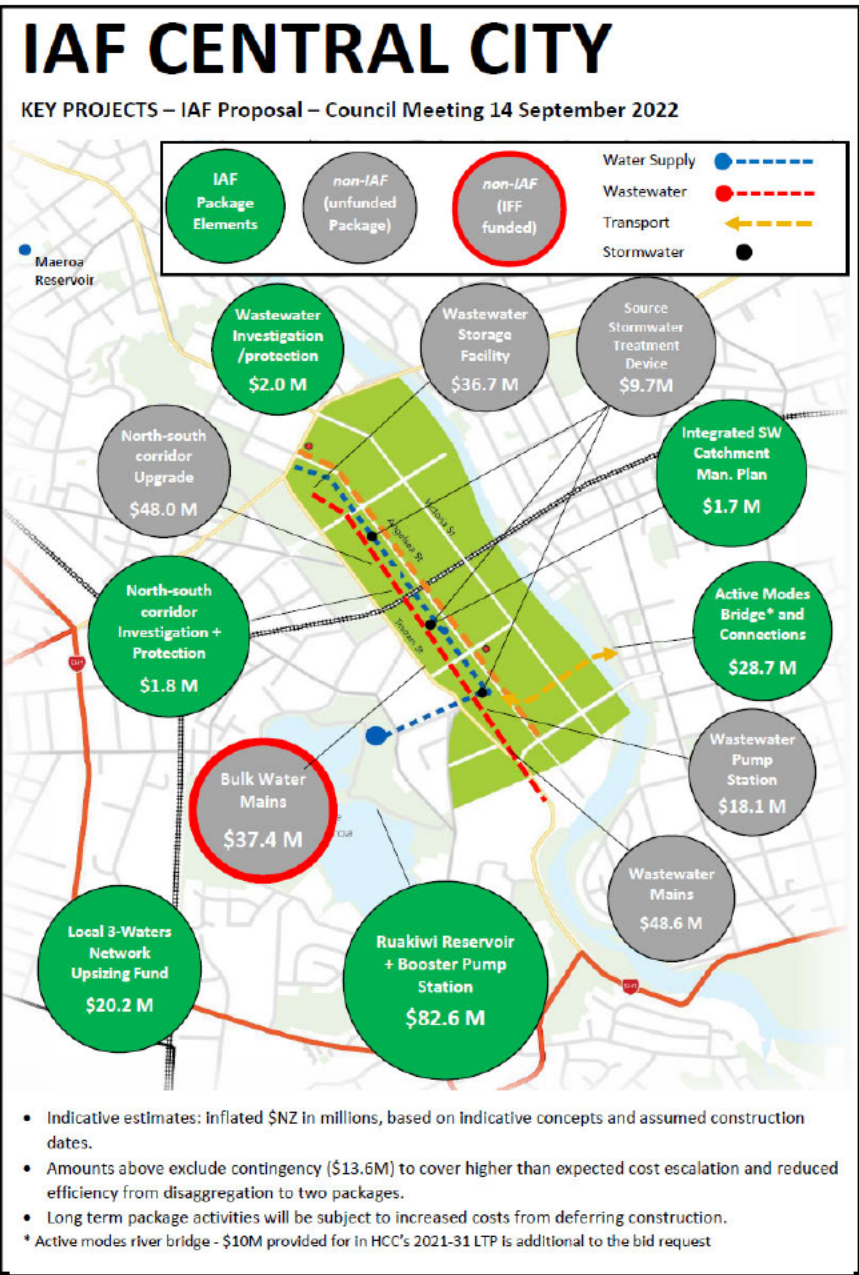 IAF CENTRAL CITY
KEY PROJECTS – IAF Proposal – Council Meeting 14 September 2022
IAF
Package
Elements
non-IAF
(unfunded
Package)
non-IAF
(IFF
funded)
Water Supply
Wastewater
Transport
Stormwater
Maeroa
Reservoir
Wastewater
Investigation
/protection
$2.0 M
Wastewater
Storage
Facility
$36.7 M
Source
Stormwater
Treatment
Device
$9.7M
North-south
corridor
Upgrade
$48.0 M
Integrated SW
Catchment
Man. Plan
$1.7 M
Victoria St
Anglesea St
Tristram St
North-south
corridor
Investigation +
Protection
$1.8 M
Active Modes
Bridge* and
Connections
$28.7 M
SH1
Bulk Water
Mains
$37.4 M
Wastewater
Pump
Station
$18.1 M
Wastewater
Mains
$48.6 M
Local 3-Waters
Network
Upsizing Fund
$20.2 M
Ruakiwi Reservoir
+ Booster Pump
Station
$82.6 M
SH1
• Indicative estimates: inflated $NZ in millions, based on indicative concepts and assumed construction
dates.
• Amounts above exclude contingency ($13.6M) to cover higher than expected cost escalation and reduced
efficiency from disaggregation to two packages.
• Long term package activities will be subject to increased costs from deferring construction.
* Active modes river bridge - $10M provided for in HCC's 2021-31 LTP is additional to the bid request